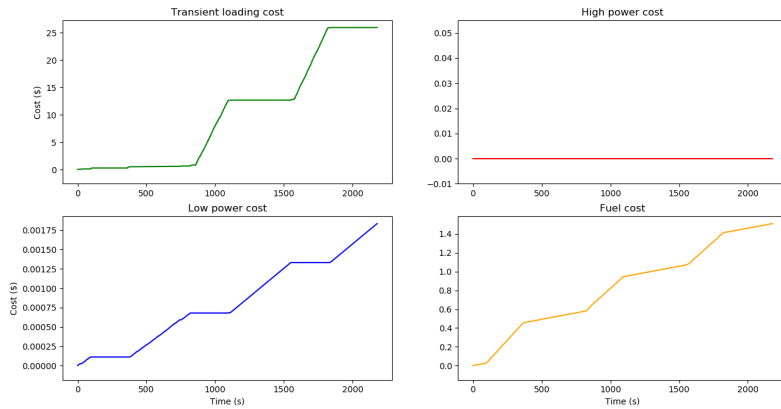 Transient loading cost
High power cost
Cost ($)
25
20
15
10
5
0
0 500 1000 1500 2000
0.05
0.04
0.03
0.02
0.01
0.00
−0.01
0 500 1000 1500 2000
Low power cost
Fuel cost
Cost ($)
0.00175
0.00150
0.00125
0.00100
0.00075
0.00050
0.00025
0.00000
0 500 1000 1500 2000
Time (s)
1.4
1.2
1.0
0.8
0.6
0.4
0.2
0.0
0 500 1000 1500 2000
Time (s)